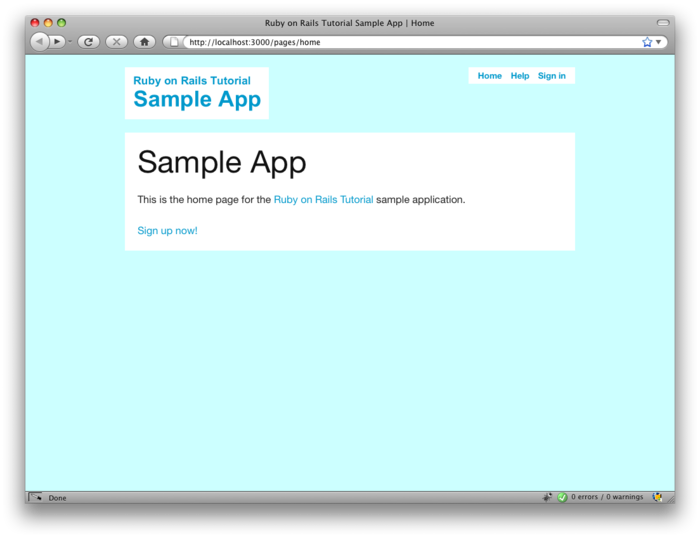 Ruby on Rails Tutorial Sample App | Home
http://localhost:3000/pages/home
Ruby on Rails Tutorial
Sample App
Home Help Sign in
Sample App
This is the home page for the Ruby on Rails Tutorial sample application.
Sign up now!
Done
0 errors / 0 warnings